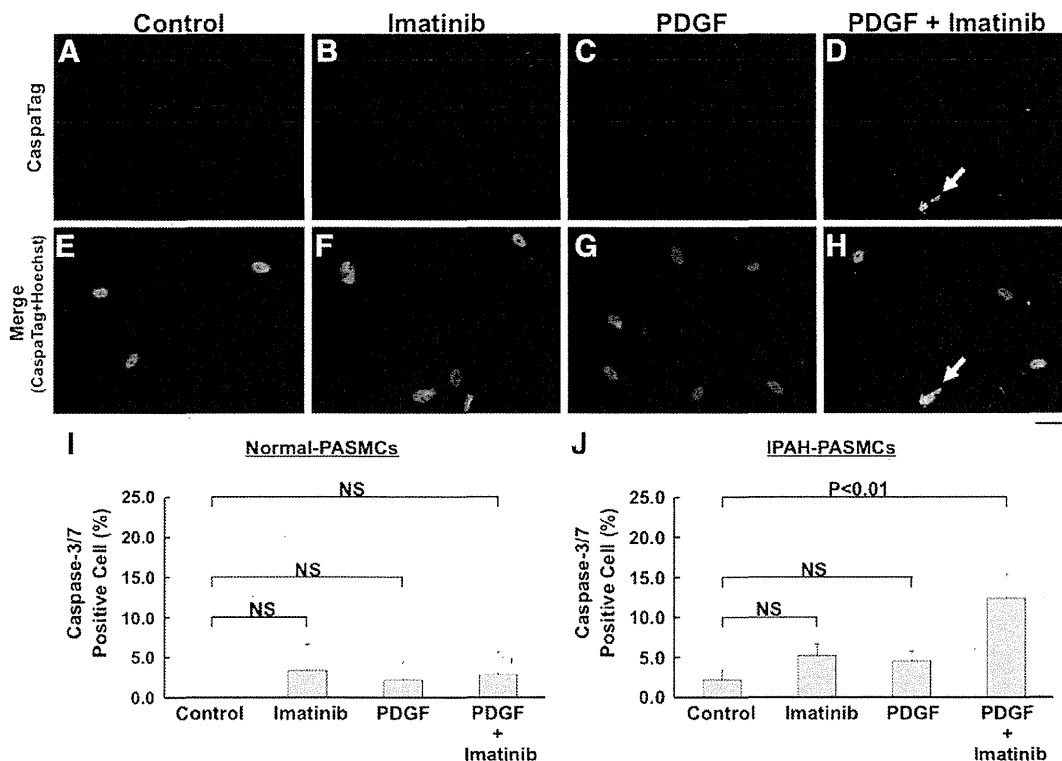 Control Imatinib PDGF PDGF + Imatinib
CaspaTag
A B C D
Merge
(CaspaTag+Hoechst)
E F G H
I Normal-PASMCs
Caspase-3/7
Positive Cell (%)
25.0
20.0
15.0
10.0
5.0
0.0
NS
NS
NS
Control Imatinib PDGF PDGF
+
Imatinib
J IPAH-PASMCs
Caspase-3/7
Positive Cell (%)
25.0
20.0
15.0
10.0
5.0
0.0
P<0.01
NS
NS
Control Imatinib PDGF PDGF
+
Imatinib